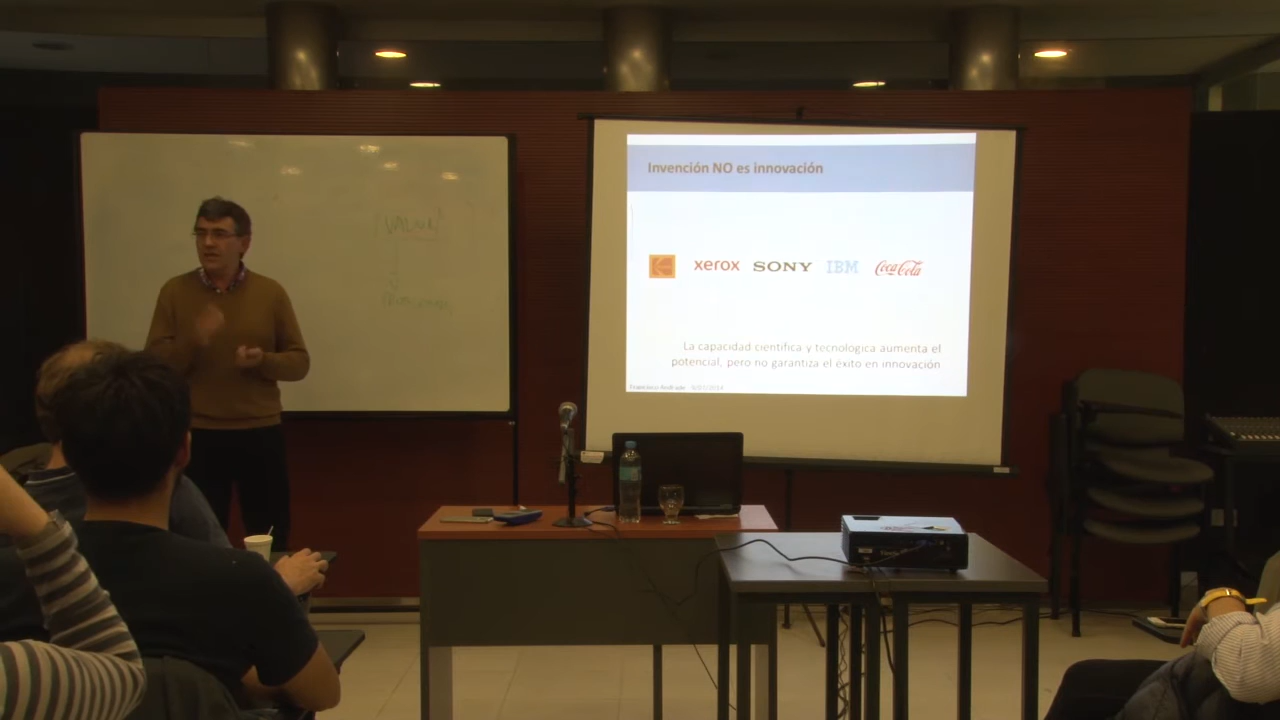 VALOR
Invención NO es innovación
xerox SONY IBM Coca-Cola
La capacidad científica y tecnológica aumenta el
potencial, pero no garantiza el éxito en innovación